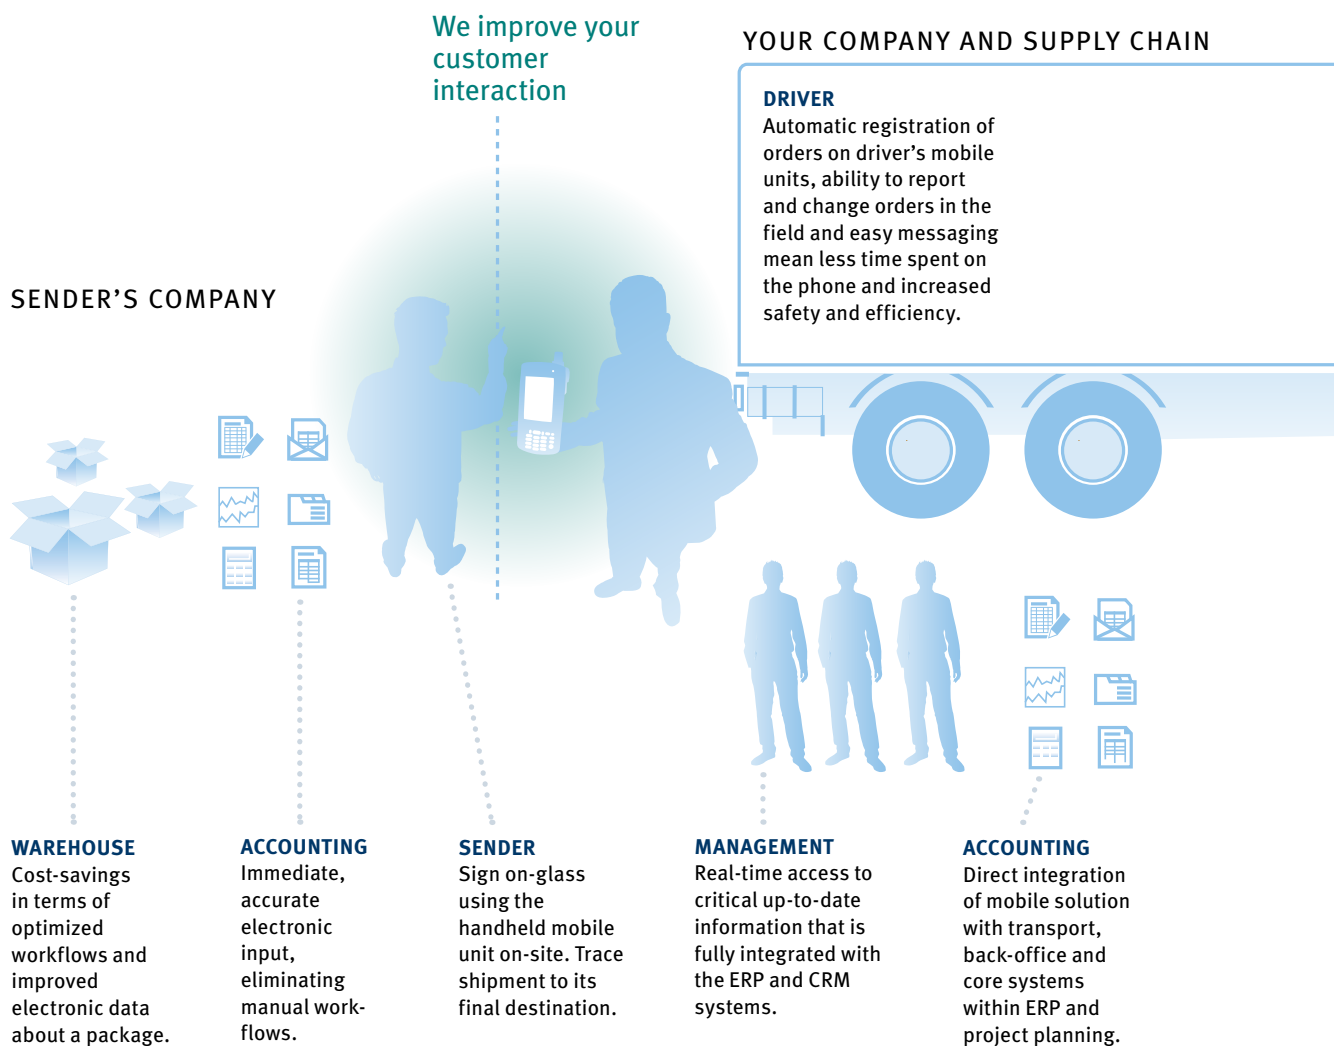 We improve your
customer
interaction
YOUR COMPANY AND SUPPLY CHAIN
DRIVER
Automatic registration of
orders on driver’s mobile
units, ability to report
and change orders in the
field and easy messaging
mean less time spent on
the phone and increased
safety and efficiency.
SENDER’S COMPANY
WAREHOUSE
Cost-savings
in terms of
optimized
workflows and
improved
electronic data
about a package.
ACCOUNTING
Immediate,
accurate
electronic
input,
eliminating
manual work-
flows.
SENDER
Sign on-glass
using the
handheld mobile
unit on-site. Trace
shipment to its
final destination.
MANAGEMENT
Real-time access to
critical up-to-date
information that is
fully integrated with
the ERP and CRM
systems.
ACCOUNTING
Direct integration
of mobile solution
with transport,
back-office and
core systems
within ERP and
project planning.